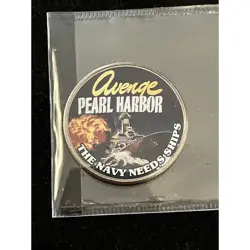 Avenge
PEARL HARBOR
THE NAVY NEEDS SHIPS